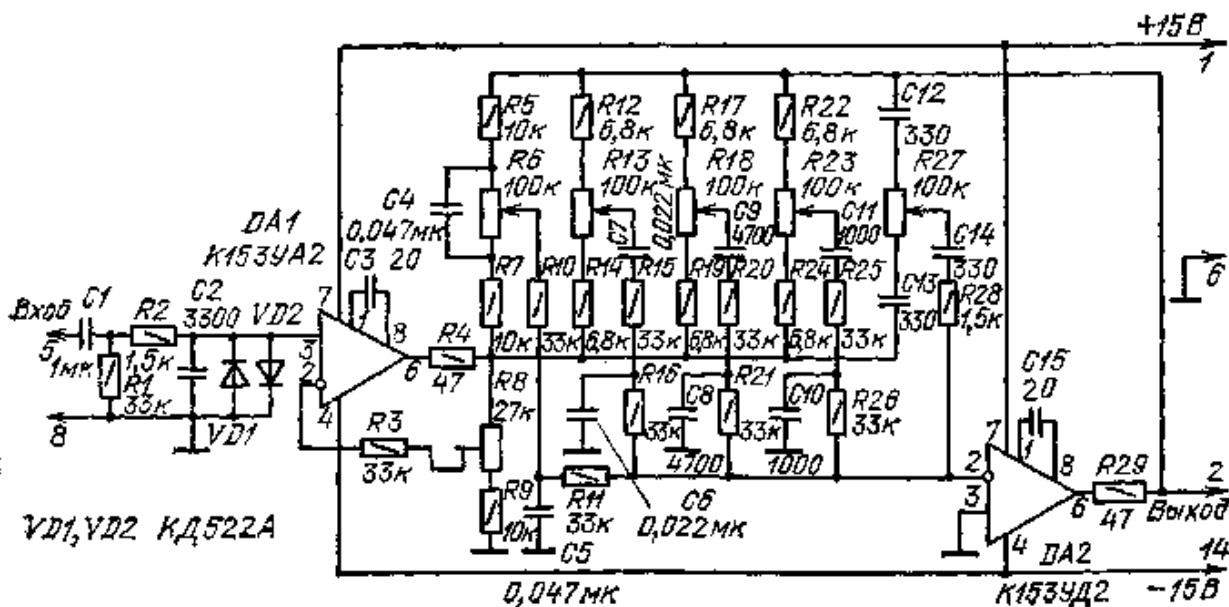 +15В
1
R5
10к
R12
6,8к
R17
6,8к
R22
6,8к
C12
330
R6
100к
R13
100к
0,022мк
R18
100к
R23
100к
R27
100к
C4
0,047мк
C7
C9
4700
C11
1000
C14
330
DA1
К153УА2
C3 20
7
8
3
2
4
6
R4
47
R7
10к
R10
33к
R14
6,8к
R15
33к
R19
6,8к
R20
33к
R24
6,8к
R25
33к
C13
330
R28
1,5к
6
Вход
5
C1
1мк
R2
1,5к
C2
3300
VD2
R1
33к
8
VD1
R3
33к
R8
27к
R16
33к
C8
4700
R21
33к
C10
1000
R26
33к
C15
20
7
1
8
2
3
6
4
R29
47
2
Выход
R9
10к
R11
33к
C6
0,022мк
C5
0,047мк
VD1,VD2 КД522А
DA2
К153УД2
14
-15В